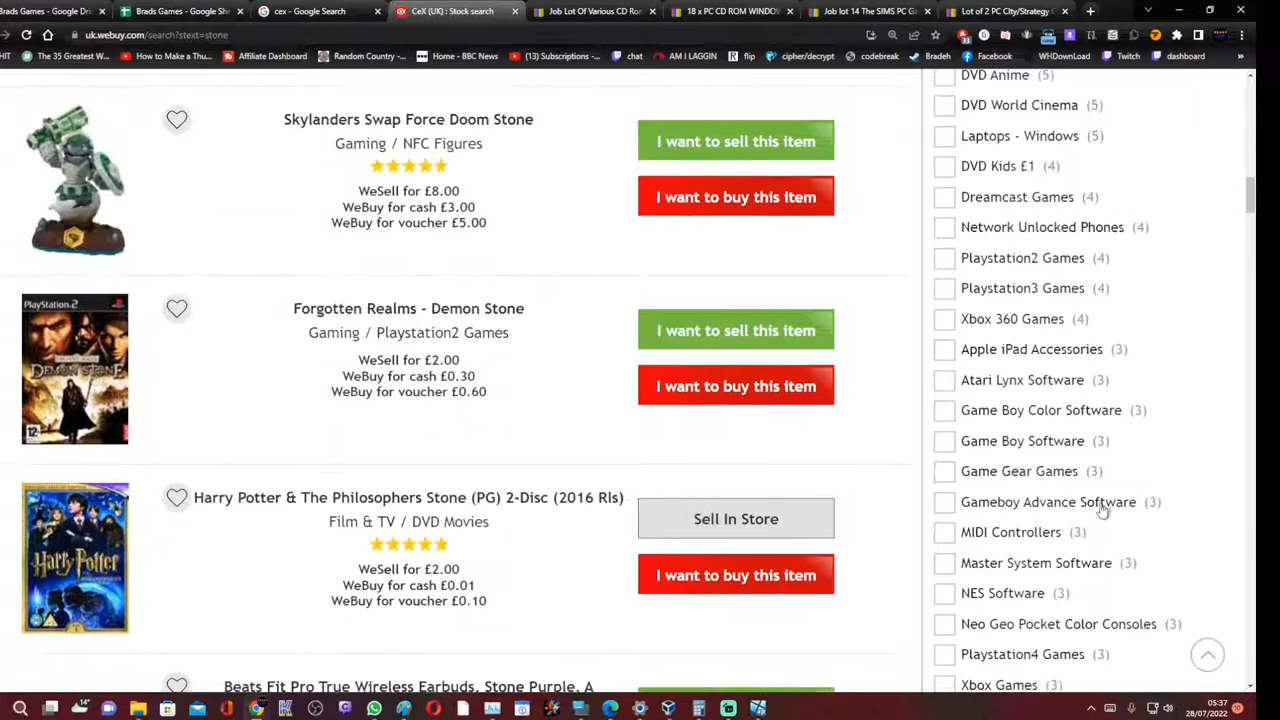 Brads Games - Google Driv
Brads Games - Google She
cex - Google Search
CeX (UK) : Stock search
Job Lot Of Various CD Rom
18 x PC CD ROM WINDOW
Job lot 14 The SIMS PC Ga
Lot of 2 PC City/Strategy G
uk.webuy.com/search?stext=stone
The 35 Greatest W...
How to Make a Thu...
Affiliate Dashboard
Random Country -...
Home - BBC News
(13) Subscriptions -...
chat
AM I LAGGIN
flip
cipher/decrypt
codebreak
Bradeh
Facebook
WHDownload
Twitch
dashboard
Skylanders Swap Force Doom Stone
Gaming / NFC Figures
WeSell for £8.00
WeBuy for cash £3.00
WeBuy for voucher £5.00
I want to sell this item
I want to buy this item
PlayStation.2
DEMON STONE
12
Forgotten Realms - Demon Stone
Gaming / Playstation2 Games
WeSell for £2.00
WeBuy for cash £0.30
WeBuy for voucher £0.60
I want to sell this item
I want to buy this item
Harry Potter
Harry Potter & The Philosophers Stone (PG) 2-Disc (2016 Rls)
Film & TV / DVD Movies
WeSell for £2.00
WeBuy for cash £0.01
WeBuy for voucher £0.10
Sell In Store
I want to buy this item
Beats Fit Pro True Wireless Earbuds, Stone Purple, A
DVD Anime (5)
DVD World Cinema (5)
Laptops - Windows (5)
DVD Kids £1 (4)
Dreamcast Games (4)
Network Unlocked Phones (4)
Playstation2 Games (4)
Playstation3 Games (4)
Xbox 360 Games (4)
Apple iPad Accessories (3)
Atari Lynx Software (3)
Game Boy Color Software (3)
Game Boy Software (3)
Game Gear Games (3)
Gameboy Advance Software (3)
MIDI Controllers (3)
Master System Software (3)
NES Software (3)
Neo Geo Pocket Color Consoles (3)
Playstation4 Games (3)
Xbox Games (3)
05:37
28/07/2022